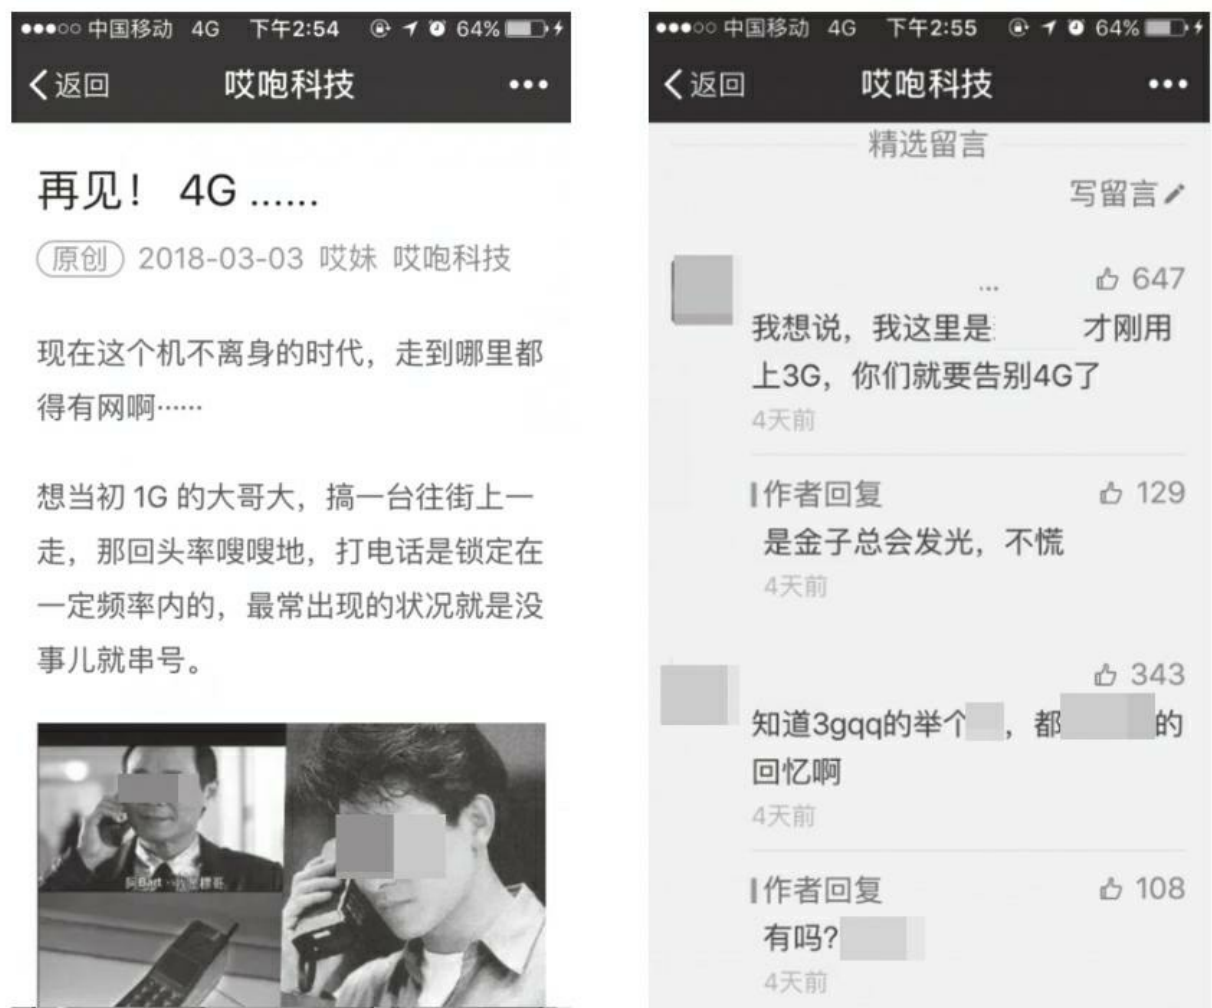 中国移动 4G 下午2:54 64%
返回 哎咆科技
再见！ 4G ......
原创 2018-03-03 哎妹 哎咆科技
现在这个机不离身的时代，走到哪里都
得有网啊……
想当初 1G 的大哥大，搞一台往街上一
走，那回头率嗖嗖地，打电话是锁定在
一定频率内的，最常出现的状况就是没
事儿就串号。
中国移动 4G 下午2:55 64%
返回 哎咆科技
精选留言
写留言
... 647
我想说，我这里是 才刚用
上3G，你们就要告别4G了
4天前
作者回复 129
是金子总会发光，不慌
4天前
343
知道3gqq的举个 ，都 的
回忆啊
4天前
作者回复 108
有吗?
4天前